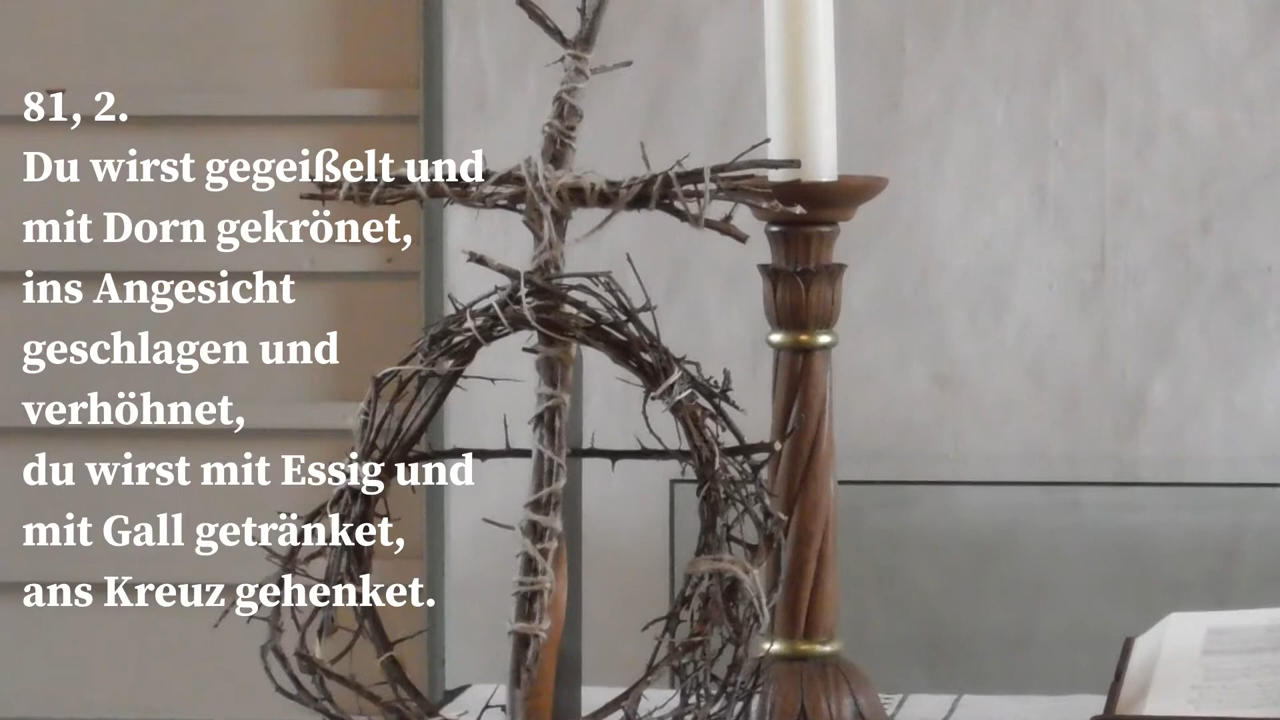 81, 2.
Du wirst gegeißelt und
mit Dorn gekrönet,
ins Angesicht
geschlagen und
verhöhnet,
du wirst mit Essig und
mit Gall getränket,
ans Kreuz gehenket.